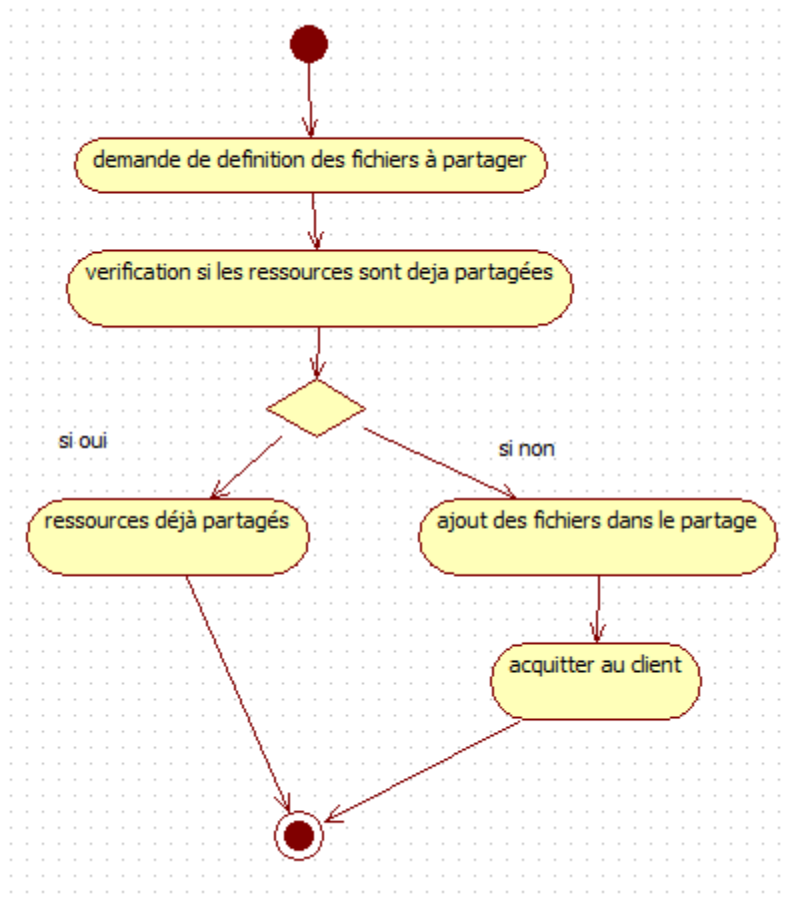 demande de definition des fichiers à partager
verification si les ressources sont deja partagées
si oui
si non
ressources déjà partagés
ajout des fichiers dans le partage
acquitter au client